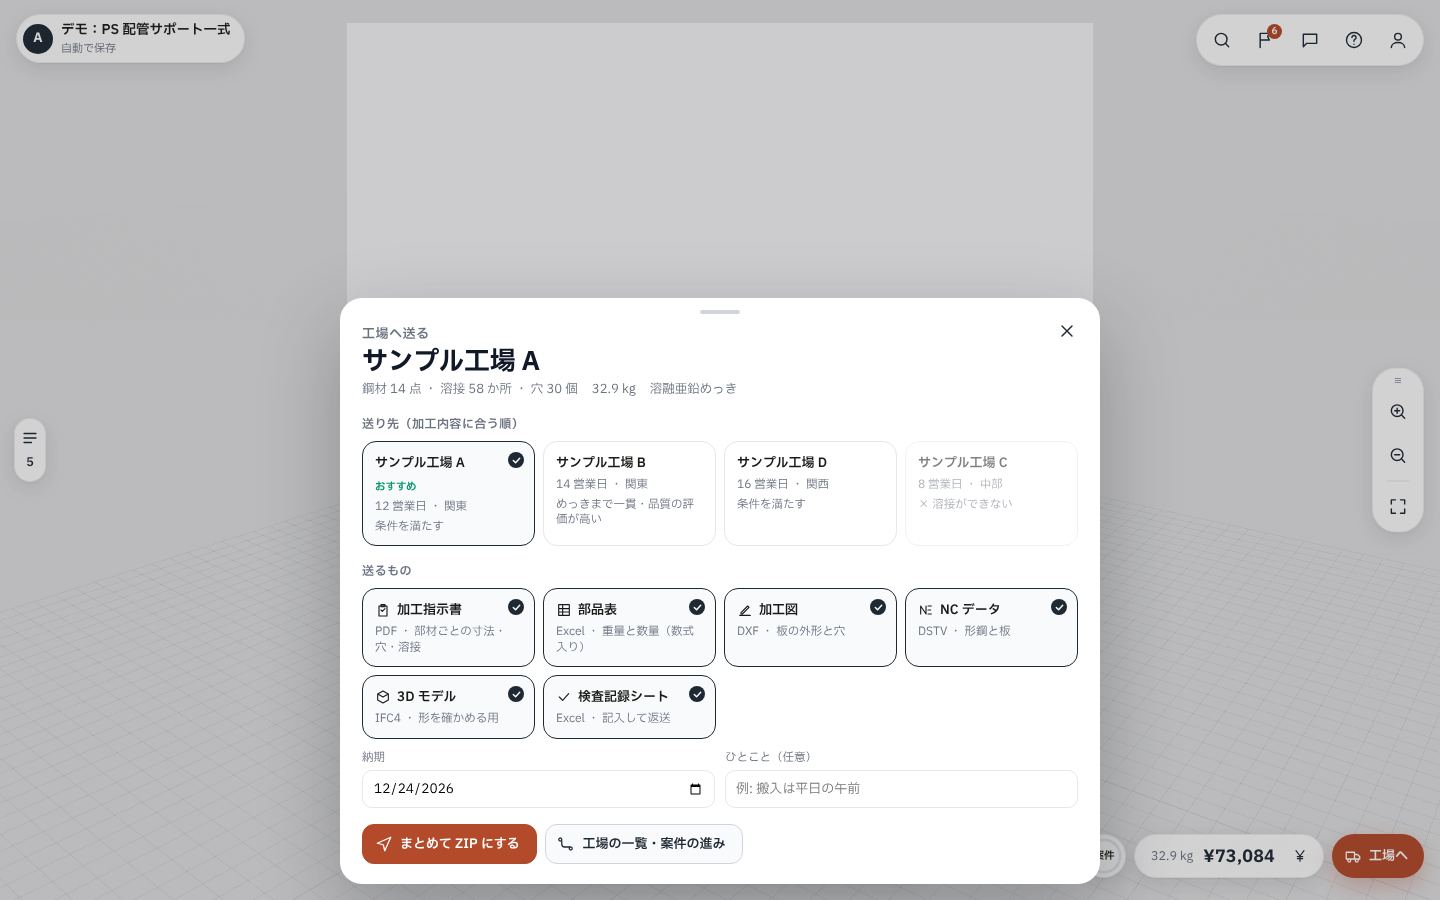 A
デモ：PS 配管サポート一式
自動で保存
6
工場へ送る
サンプル工場 A
鋼材 14 点 ・ 溶接 58 か所 ・ 穴 30 個 32.9 kg 溶融亜鉛めっき
送り先（加工内容に合う順）
サンプル工場 A
おすすめ
12 営業日 ・ 関東
条件を満たす
サンプル工場 B
14 営業日 ・ 関東
めっきまで一貫・品質の評
価が高い
サンプル工場 D
16 営業日 ・ 関西
条件を満たす
サンプル工場 C
8 営業日 ・ 中部
× 溶接ができない
5
送るもの
加工指示書
PDF ・ 部材ごとの寸法・
穴・溶接
部品表
Excel ・ 重量と数量（数式
入り）
加工図
DXF ・ 板の外形と穴
NC データ
DSTV ・ 形鋼と板
3D モデル
IFC4 ・ 形を確かめる用
検査記録シート
Excel ・ 記入して返送
納期
ひとこと（任意）
12/24/2026
例: 搬入は平日の午前
まとめて ZIP にする
工場の一覧・案件の進み
案件
32.9 kg ¥73,084 ¥
工場へ